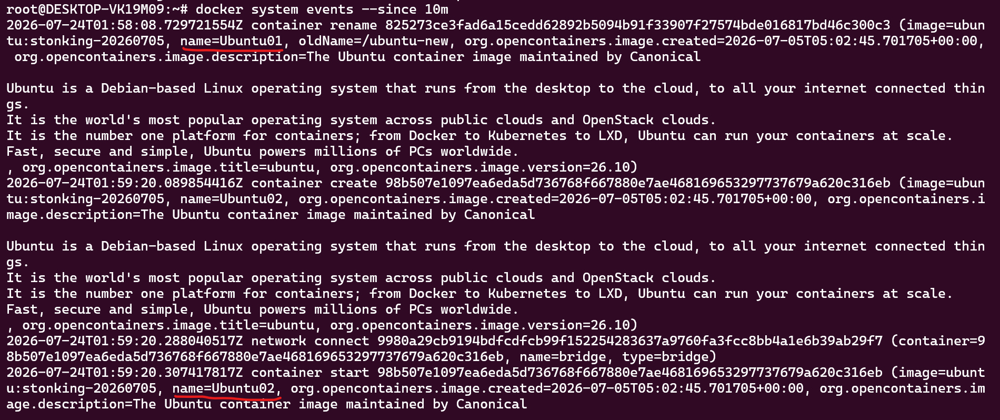 root@DESKTOP-VK19M09:~# docker system events --since 10m
2026-07-24T01:58:08.729721554Z container rename 825273ce3fad6a15cedd62892b5094b91f33907f27574bde016817bd46c300c3 (image=ubun
tu:stonking-20260705, name=Ubuntu01, oldName=/ubuntu-new, org.opencontainers.image.created=2026-07-05T05:02:45.701705+00:00,
 org.opencontainers.image.description=The Ubuntu container image maintained by Canonical

Ubuntu is a Debian-based Linux operating system that runs from the desktop to the cloud, to all your internet connected thin
gs.
It is the world's most popular operating system across public clouds and OpenStack clouds.
It is the number one platform for containers; from Docker to Kubernetes to LXD, Ubuntu can run your containers at scale.
Fast, secure and simple, Ubuntu powers millions of PCs worldwide.
, org.opencontainers.image.title=ubuntu, org.opencontainers.image.version=26.10)
2026-07-24T01:59:20.089854416Z container create 98b507e1097ea6eda5d736768f667880e7ae468169653297737679a620c316eb (image=ubun
tu:stonking-20260705, name=Ubuntu02, org.opencontainers.image.created=2026-07-05T05:02:45.701705+00:00, org.opencontainers.i
mage.description=The Ubuntu container image maintained by Canonical

Ubuntu is a Debian-based Linux operating system that runs from the desktop to the cloud, to all your internet connected thin
gs.
It is the world's most popular operating system across public clouds and OpenStack clouds.
It is the number one platform for containers; from Docker to Kubernetes to LXD, Ubuntu can run your containers at scale.
Fast, secure and simple, Ubuntu powers millions of PCs worldwide.
, org.opencontainers.image.title=ubuntu, org.opencontainers.image.version=26.10)
2026-07-24T01:59:20.288040517Z network connect 9980a29cb9194bdfcdfcb99f152254283637a9760fa3fcc8bb4a1e6b39ab29f7 (container=9
8b507e1097ea6eda5d736768f667880e7ae468169653297737679a620c316eb, name=bridge, type=bridge)
2026-07-24T01:59:20.307417817Z container start 98b507e1097ea6eda5d736768f667880e7ae468169653297737679a620c316eb (image=ubunt
u:stonking-20260705, name=Ubuntu02, org.opencontainers.image.created=2026-07-05T05:02:45.701705+00:00, org.opencontainers.im
age.description=The Ubuntu container image maintained by Canonical